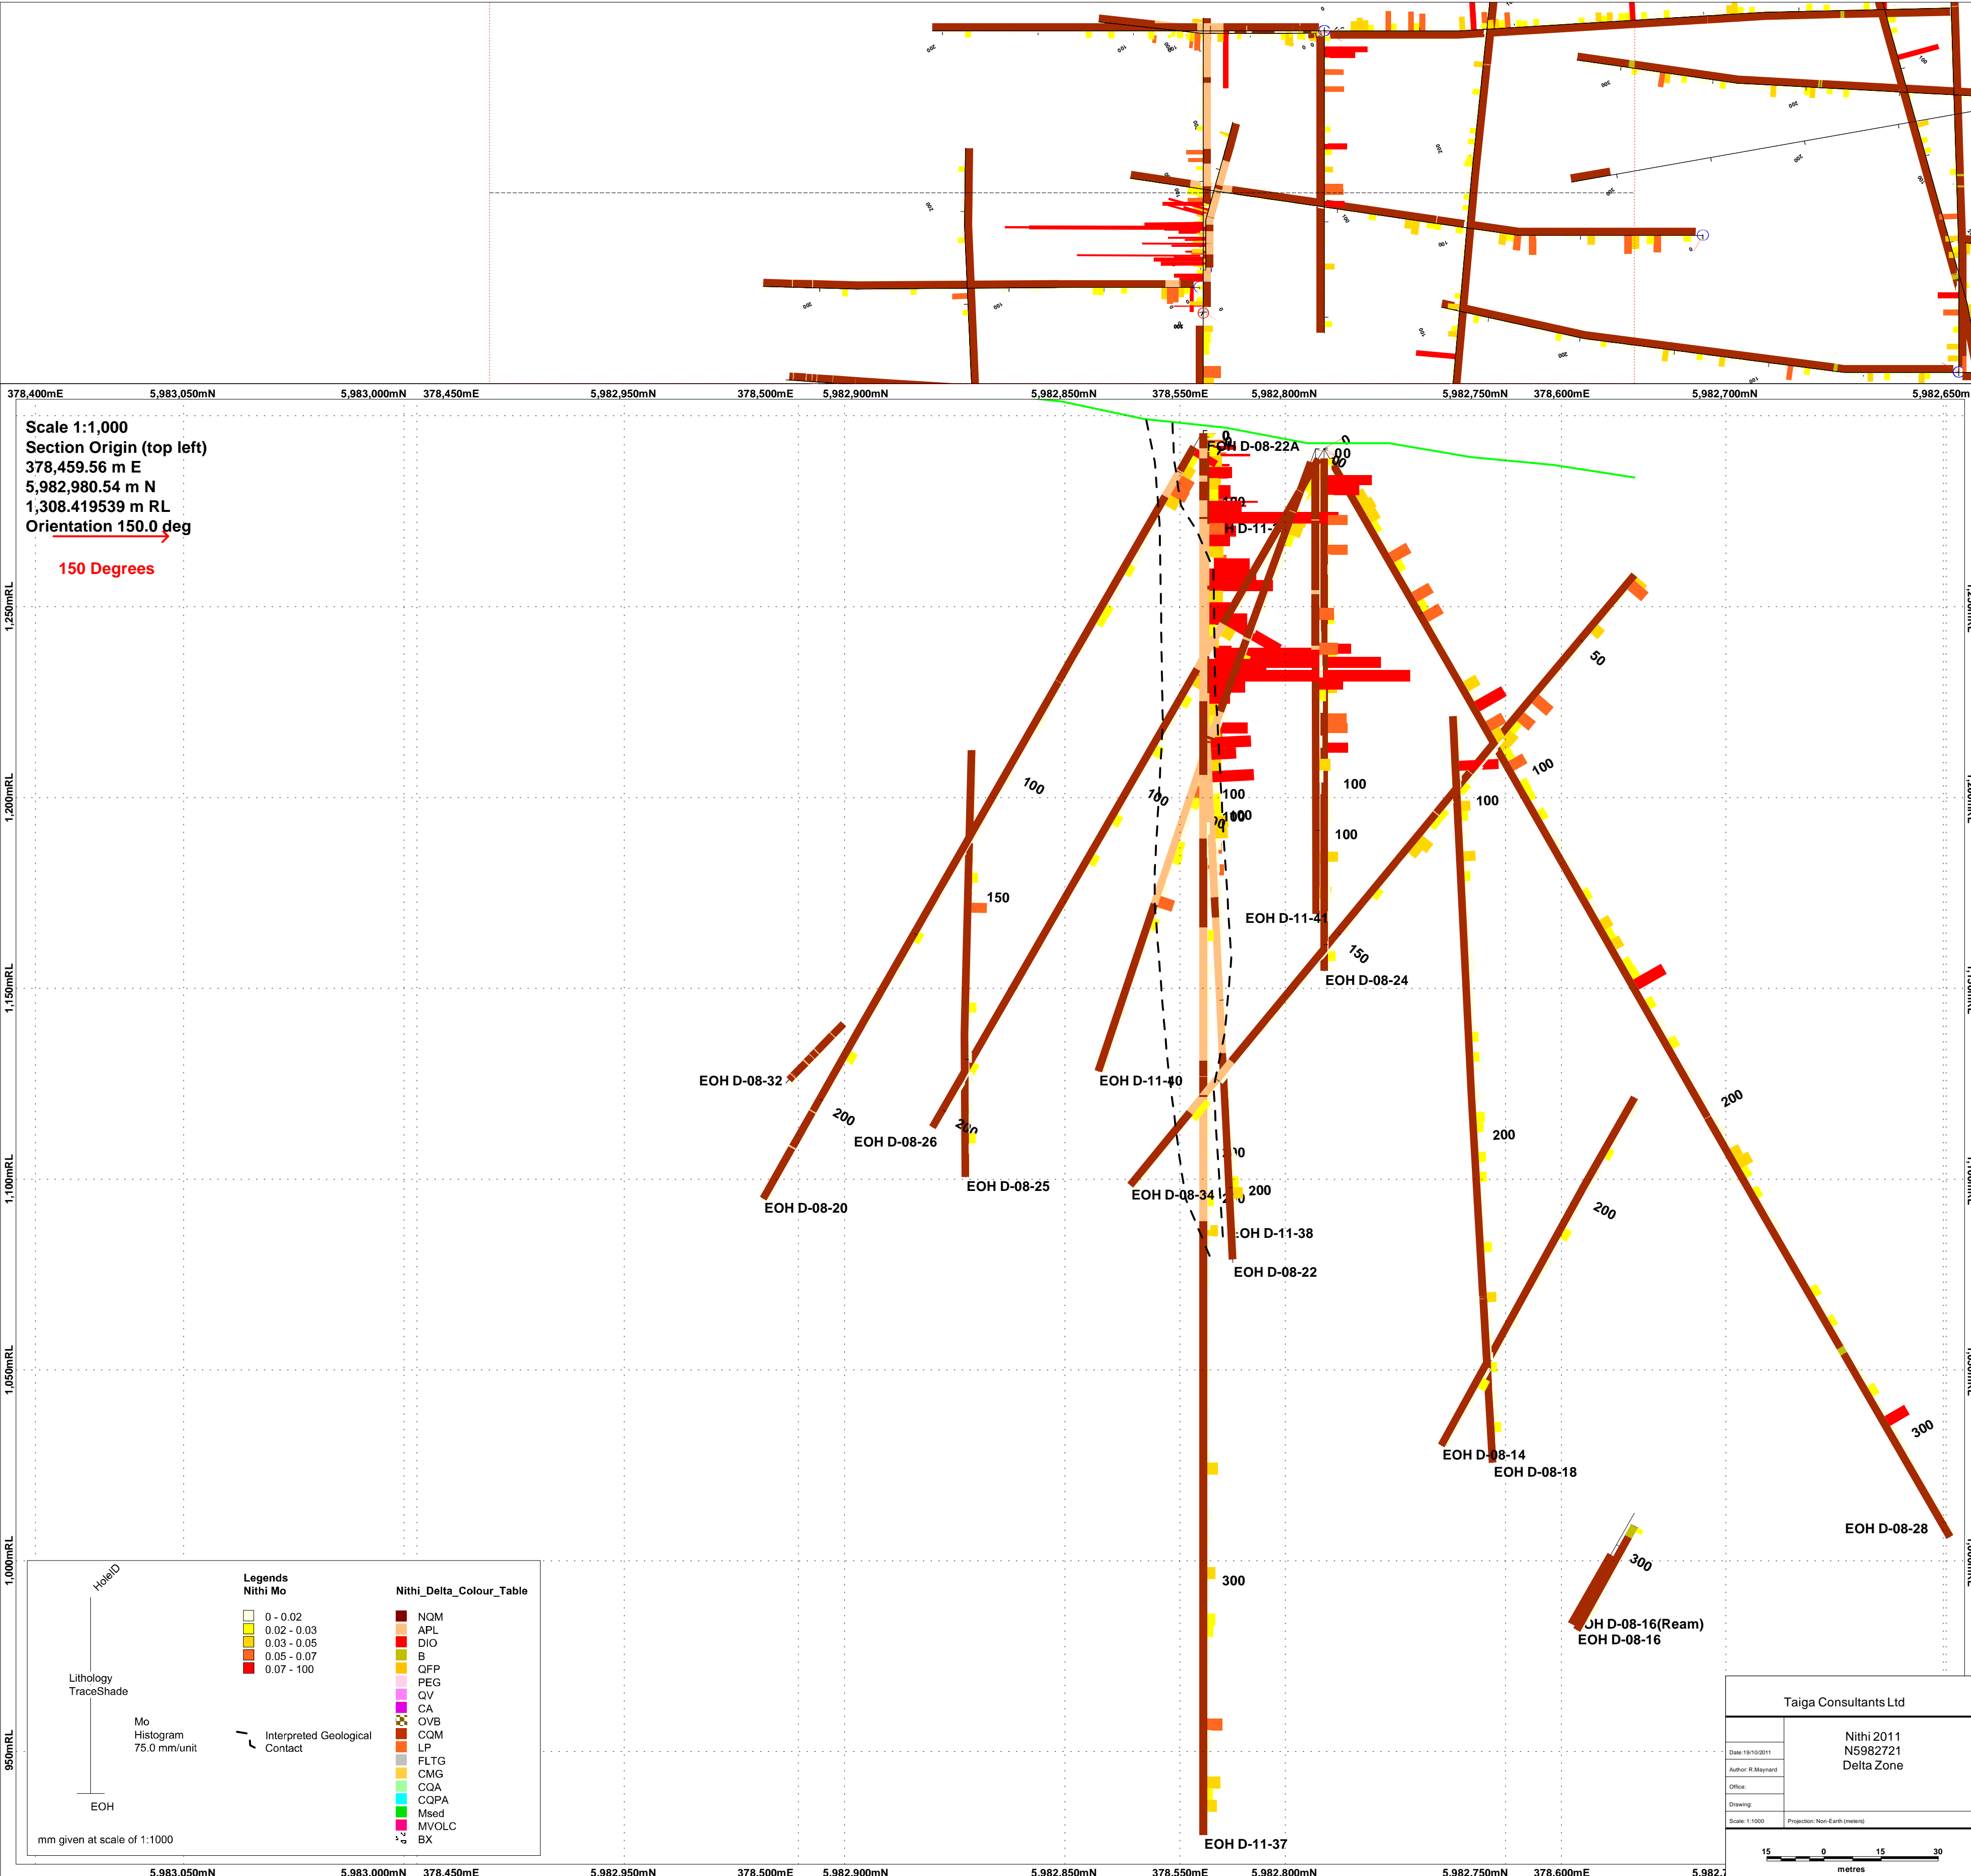 378,400mE 5,983,050mN 5,983,000mN 378,450mE 5,982,950mN 378,500mE 5,982,900mN 5,982,850mN 378,550mE 5,982,800mN 5,982,750mN 378,600mE 5,982,700mN
Scale 1:1,000
Section Origin (top left)
378,459.56 m E
5,982,980.54 m N
1,308.419539 m RL
Orientation 150.0 deg
150 Degrees
1,250mRL
1,200mRL
1,150mRL
1,100mRL
1,050mRL
1,000mRL
950mRL
EOH D-08-22A
50
100
100
100
100
100
100
100
150
EOH D-11-41
150
EOH D-08-24
EOH D-08-32
EOH D-11-40
200
200
200
EOH D-08-26
EOH D-08-25
EOH D-08-34
200
EOH D-08-20
200
EOH D-11-38
EOH D-08-22
300
EOH D-08-14
EOH D-08-18
EOH D-08-28
300
300
D-08-16(Ream)
EOH D-08-16
EOH D-11-37
HoleID
Lithology
TraceShade
Mo
Histogram
75.0 mm/unit
EOH
mm given at scale of 1:1000
Legends
Nithi Mo
0 - 0.02
0.02 - 0.03
0.03 - 0.05
0.05 - 0.07
0.07 - 100
Interpreted Geological
Contact
Nithi_Delta_Colour_Table
NQM
APL
DIO
B
QFP
PEG
QV
CA
OVB
CQM
LP
FLTG
CMG
CQA
CQPA
Msed
MVOLC
BX
Taiga Consultants Ltd
Nithi 2011
N5982721
Delta Zone
Date:19/10/2011
Author: R.Maynard
Office:
Drawing:
Scale: 1:1000
Projection: Non-Earth (meters)
15 0 15 30
metres
5,983,050mN 5,983,000mN 378,450mE 5,982,950mN 378,500mE 5,982,900mN 5,982,850mN 378,550mE 5,982,800mN 5,982,750mN 378,600mE